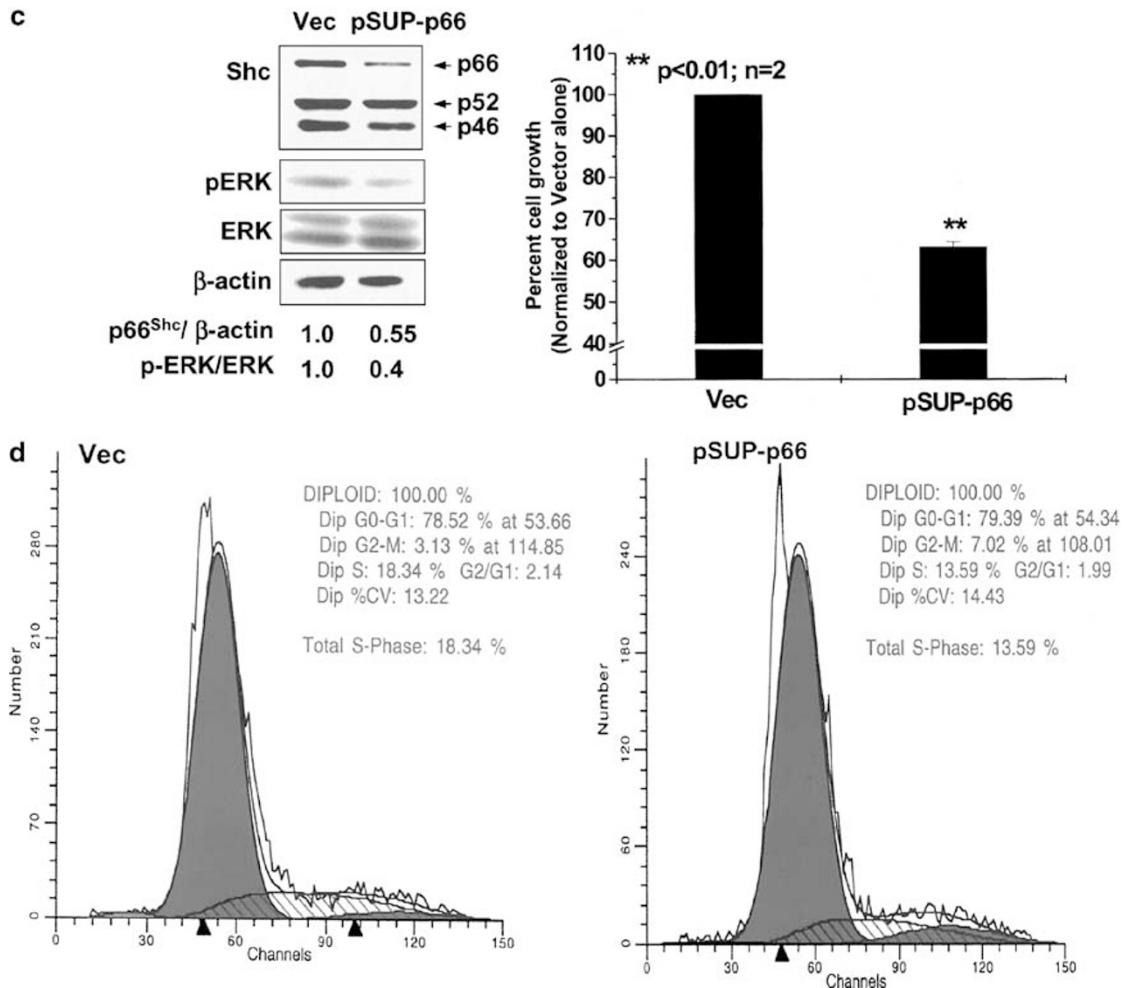 c
Vec pSUP-p66
Shc
p66
p52
p46
pERK
ERK
β-actin
p66Shc/ β-actin 1.0 0.55
p-ERK/ERK 1.0 0.4
** p<0.01; n=2
Percent cell growth
(Normalized to Vector alone)
110
100
90
80
70
60
50
40
0
**
Vec pSUP-p66
d
Vec
DIPLOID: 100.00 %
Dip G0-G1: 78.52 % at 53.66
Dip G2-M: 3.13 % at 114.85
Dip S: 18.34 % G2/G1: 2.14
Dip %CV: 13.22
Total S-Phase: 18.34 %
Number
280
210
140
70
0
0 30 60 90 120 150
Channels
pSUP-p66
DIPLOID: 100.00 %
Dip G0-G1: 79.39 % at 54.34
Dip G2-M: 7.02 % at 108.01
Dip S: 13.59 % G2/G1: 1.99
Dip %CV: 14.43
Total S-Phase: 13.59 %
Number
240
180
120
60
0
0 30 60 90 120 150
Channels